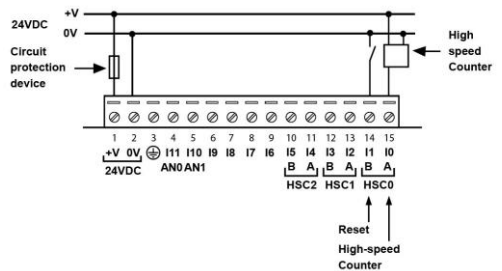 +V
24VDC
0V
Circuit
protection
device
High
speed
Counter
1 2 3 4 5 6 7 8 9 10 11 12 13 14 15
+V 0V I11 I10 I9 I8 I7 I6 I5 I4 I3 I2 I1 I0
24VDC AN0 AN1 B A B A B A
HSC2 HSC1 HSC0
Reset
High-speed
Counter